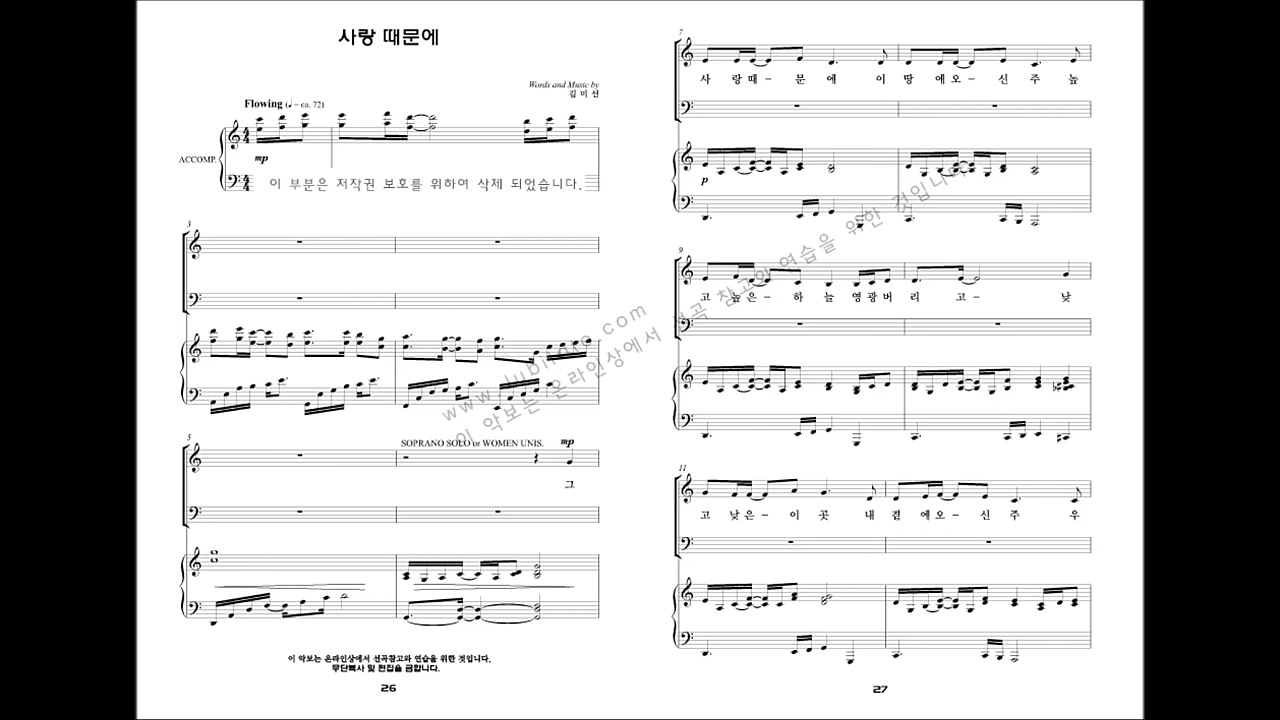 사랑 때문에
Words and Music by
김 미 선
Flowing (♩ = ca. 72)
ACCOMP.
mp
이 부분은 저작권 보호를 위하여 삭제 되었습니다.
3
5
SOPRANO SOLO or WOMEN UNIS.
mp
그
이 악보는 온라인상에서 선곡참고와 연습을 위한 것입니다.
무단복사 및 편집을 금합니다.
26
7
사 랑 때 - 문 에 이 땅 에 오 - 신 주 높
p
9
고 높 은 - 하 늘 영 광 버 리 고 - 낮
11
고 낮 은 - 이 곳 내 곁 에 오 - 신 주 우
27
이 악보는 온라인상에서 선곡 참고와 연습을 위한 것입니다